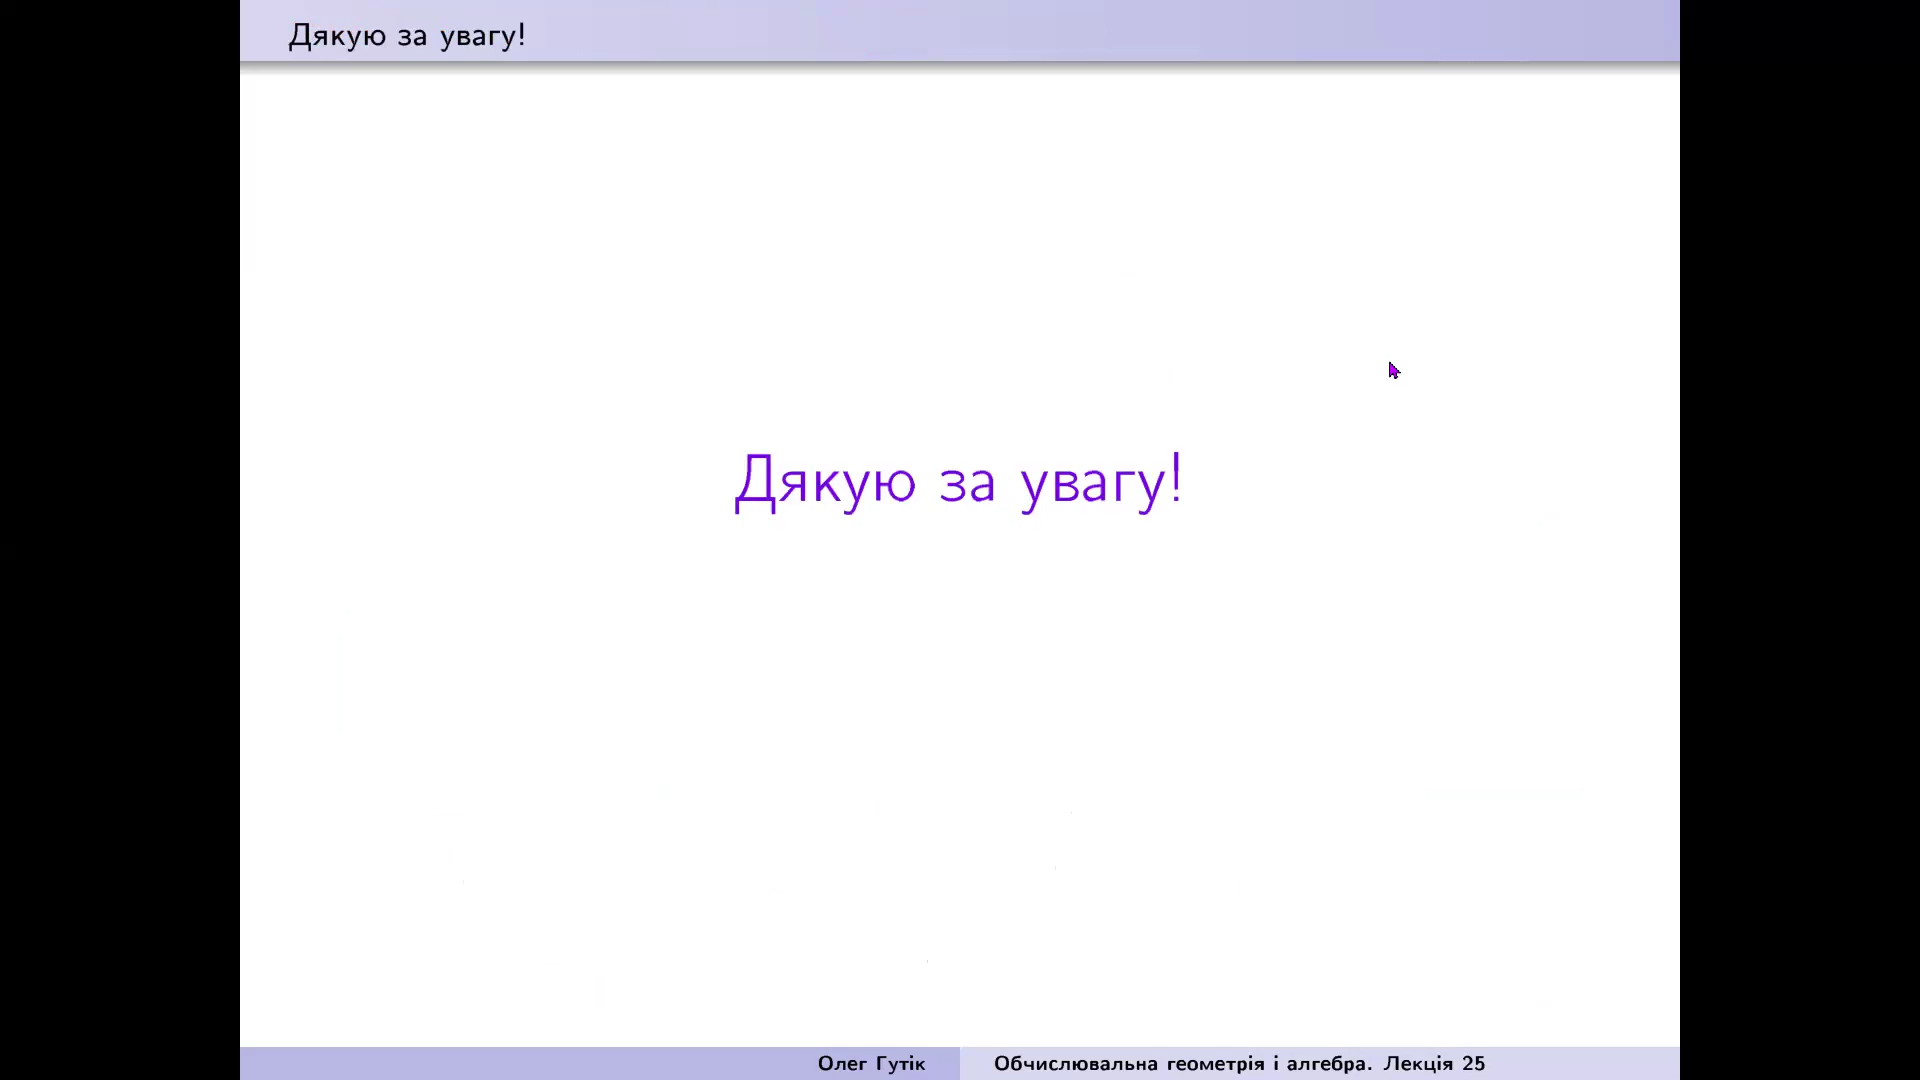 Дякую за увагу!
Дякую за увагу!
Олег Гутік
Обчислювальна геометрія і алгебра. Лекція 25